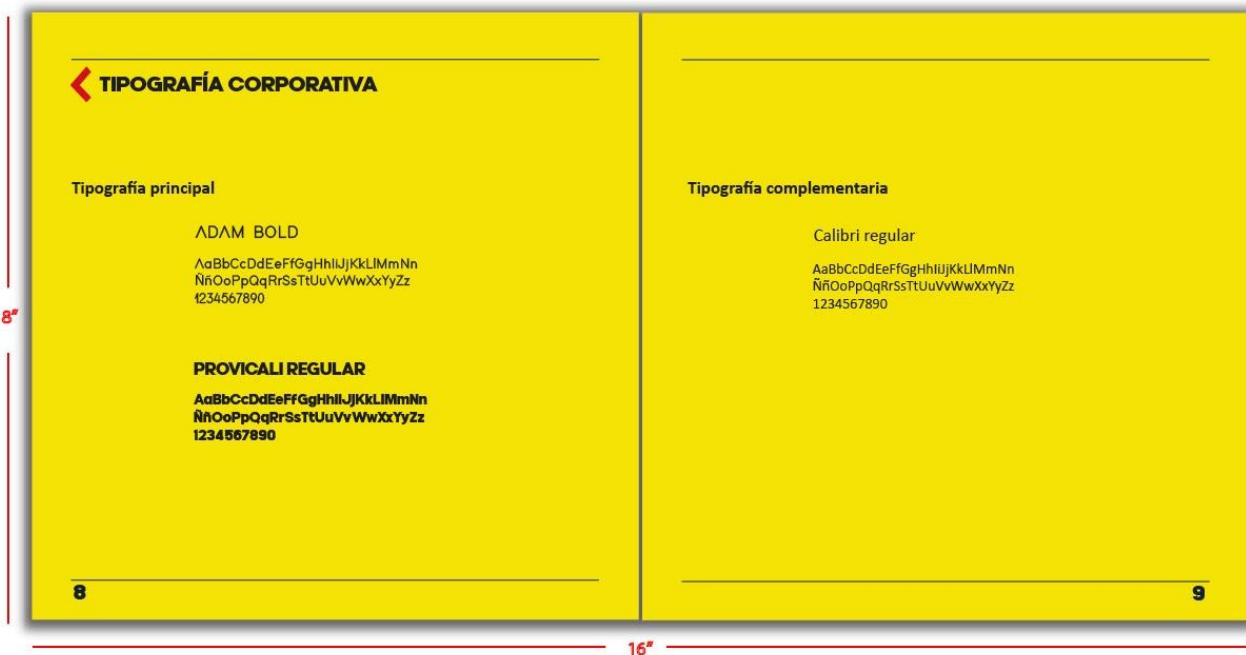 TIPOGRAFÍA CORPORATIVA
Tipografía principal
ADAM BOLD
AaBbCcDdEeFfGgHhIiJjKkLlMmNn
ÑñOoPpQqRrSsTtUuVvWwXxYyZz
1234567890
PROVICALI REGULAR
AaBbCcDdEeFfGgHhIiJjKkLlMmNn
ÑñOoPpQqRrSsTtUuVvWwXxYyZz
1234567890
8
Tipografía complementaria
Calibri regular
AaBbCcDdEeFfGgHhIiJjKkLlMmNn
ÑñOoPpQqRrSsTtUuVvWwXxYyZz
1234567890
9
8"
16"